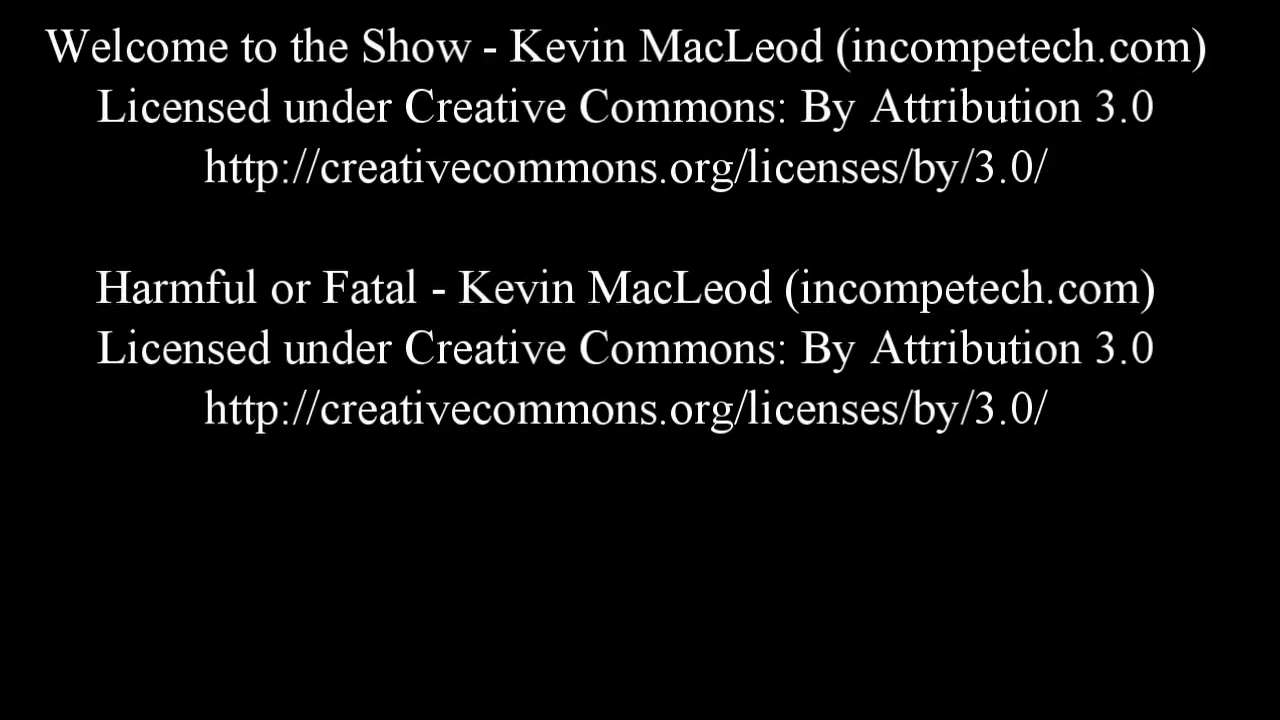 Welcome to the Show - Kevin MacLeod (incompetech.com)
Licensed under Creative Commons: By Attribution 3.0
http://creativecommons.org/licenses/by/3.0/
Harmful or Fatal - Kevin MacLeod (incompetech.com)
Licensed under Creative Commons: By Attribution 3.0
http://creativecommons.org/licenses/by/3.0/